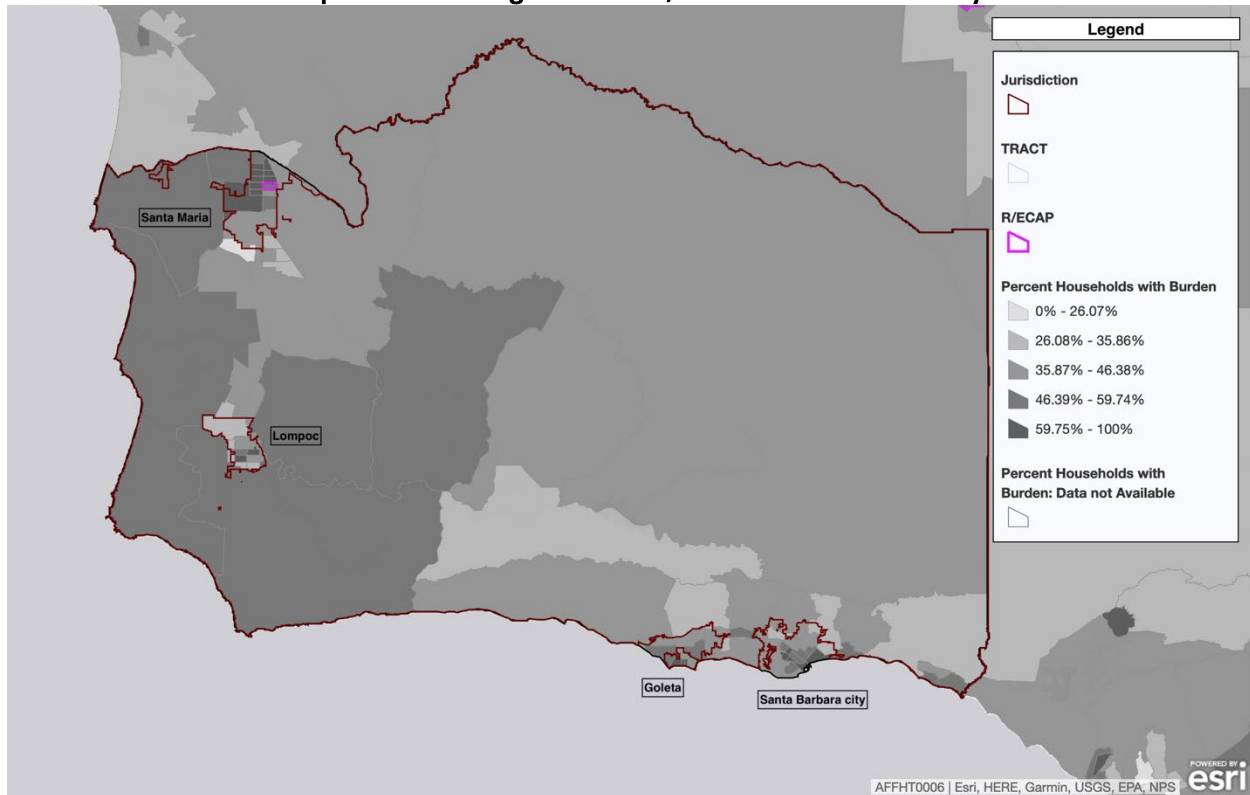 Legend
Jurisdiction
TRACT
R/ECAP
Percent Households with Burden
0% - 26.07%
26.08% - 35.86%
35.87% - 46.38%
46.39% - 59.74%
59.75% - 100%
Percent Households with
Burden: Data not Available
Santa Maria
Lompoc
Goleta
Santa Barbara city
POWERED BY
esri
AFFHT0006 | Esri, HERE, Garmin, USGS, EPA, NPS